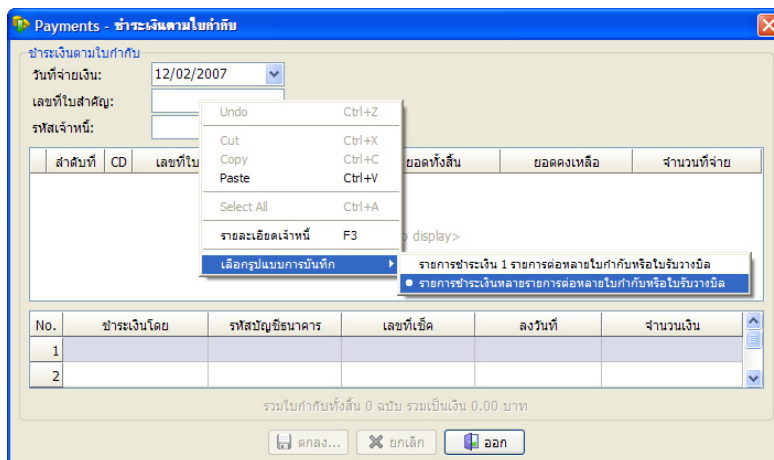 Payments - ชำระเงินตามใบกำกับ
ชำระเงินตามใบกำกับ
วันที่จ่ายเงิน: 12/02/2007
เลขที่ใบสำคัญ:
รหัสเจ้าหนี้:
ลำดับที่ CD เลขที่ใบ ยอดทั้งสิ้น ยอดคงเหลือ จำนวนที่จ่าย
Undo Ctrl+Z
Cut Ctrl+X
Copy Ctrl+C
Paste Ctrl+V
Select All Ctrl+A
รายละเอียดเจ้าหนี้ F3
display>
เลือกรูปแบบการบันทึก
รายการชำระเงิน 1 รายการต่อหลายใบกำกับหรือใบรับวางบิล
รายการชำระเงินหลายรายการต่อหลายใบกำกับหรือใบรับวางบิล
No. ชำระเงินโดย รหัสบัญชีธนาคาร เลขที่เช็ค ลงวันที่ จำนวนเงิน
1
2
รวมใบกำกับทั้งสิ้น 0 ฉบับ รวมเป็นเงิน 0.00 บาท
ตกลง... ยกเลิก ออก